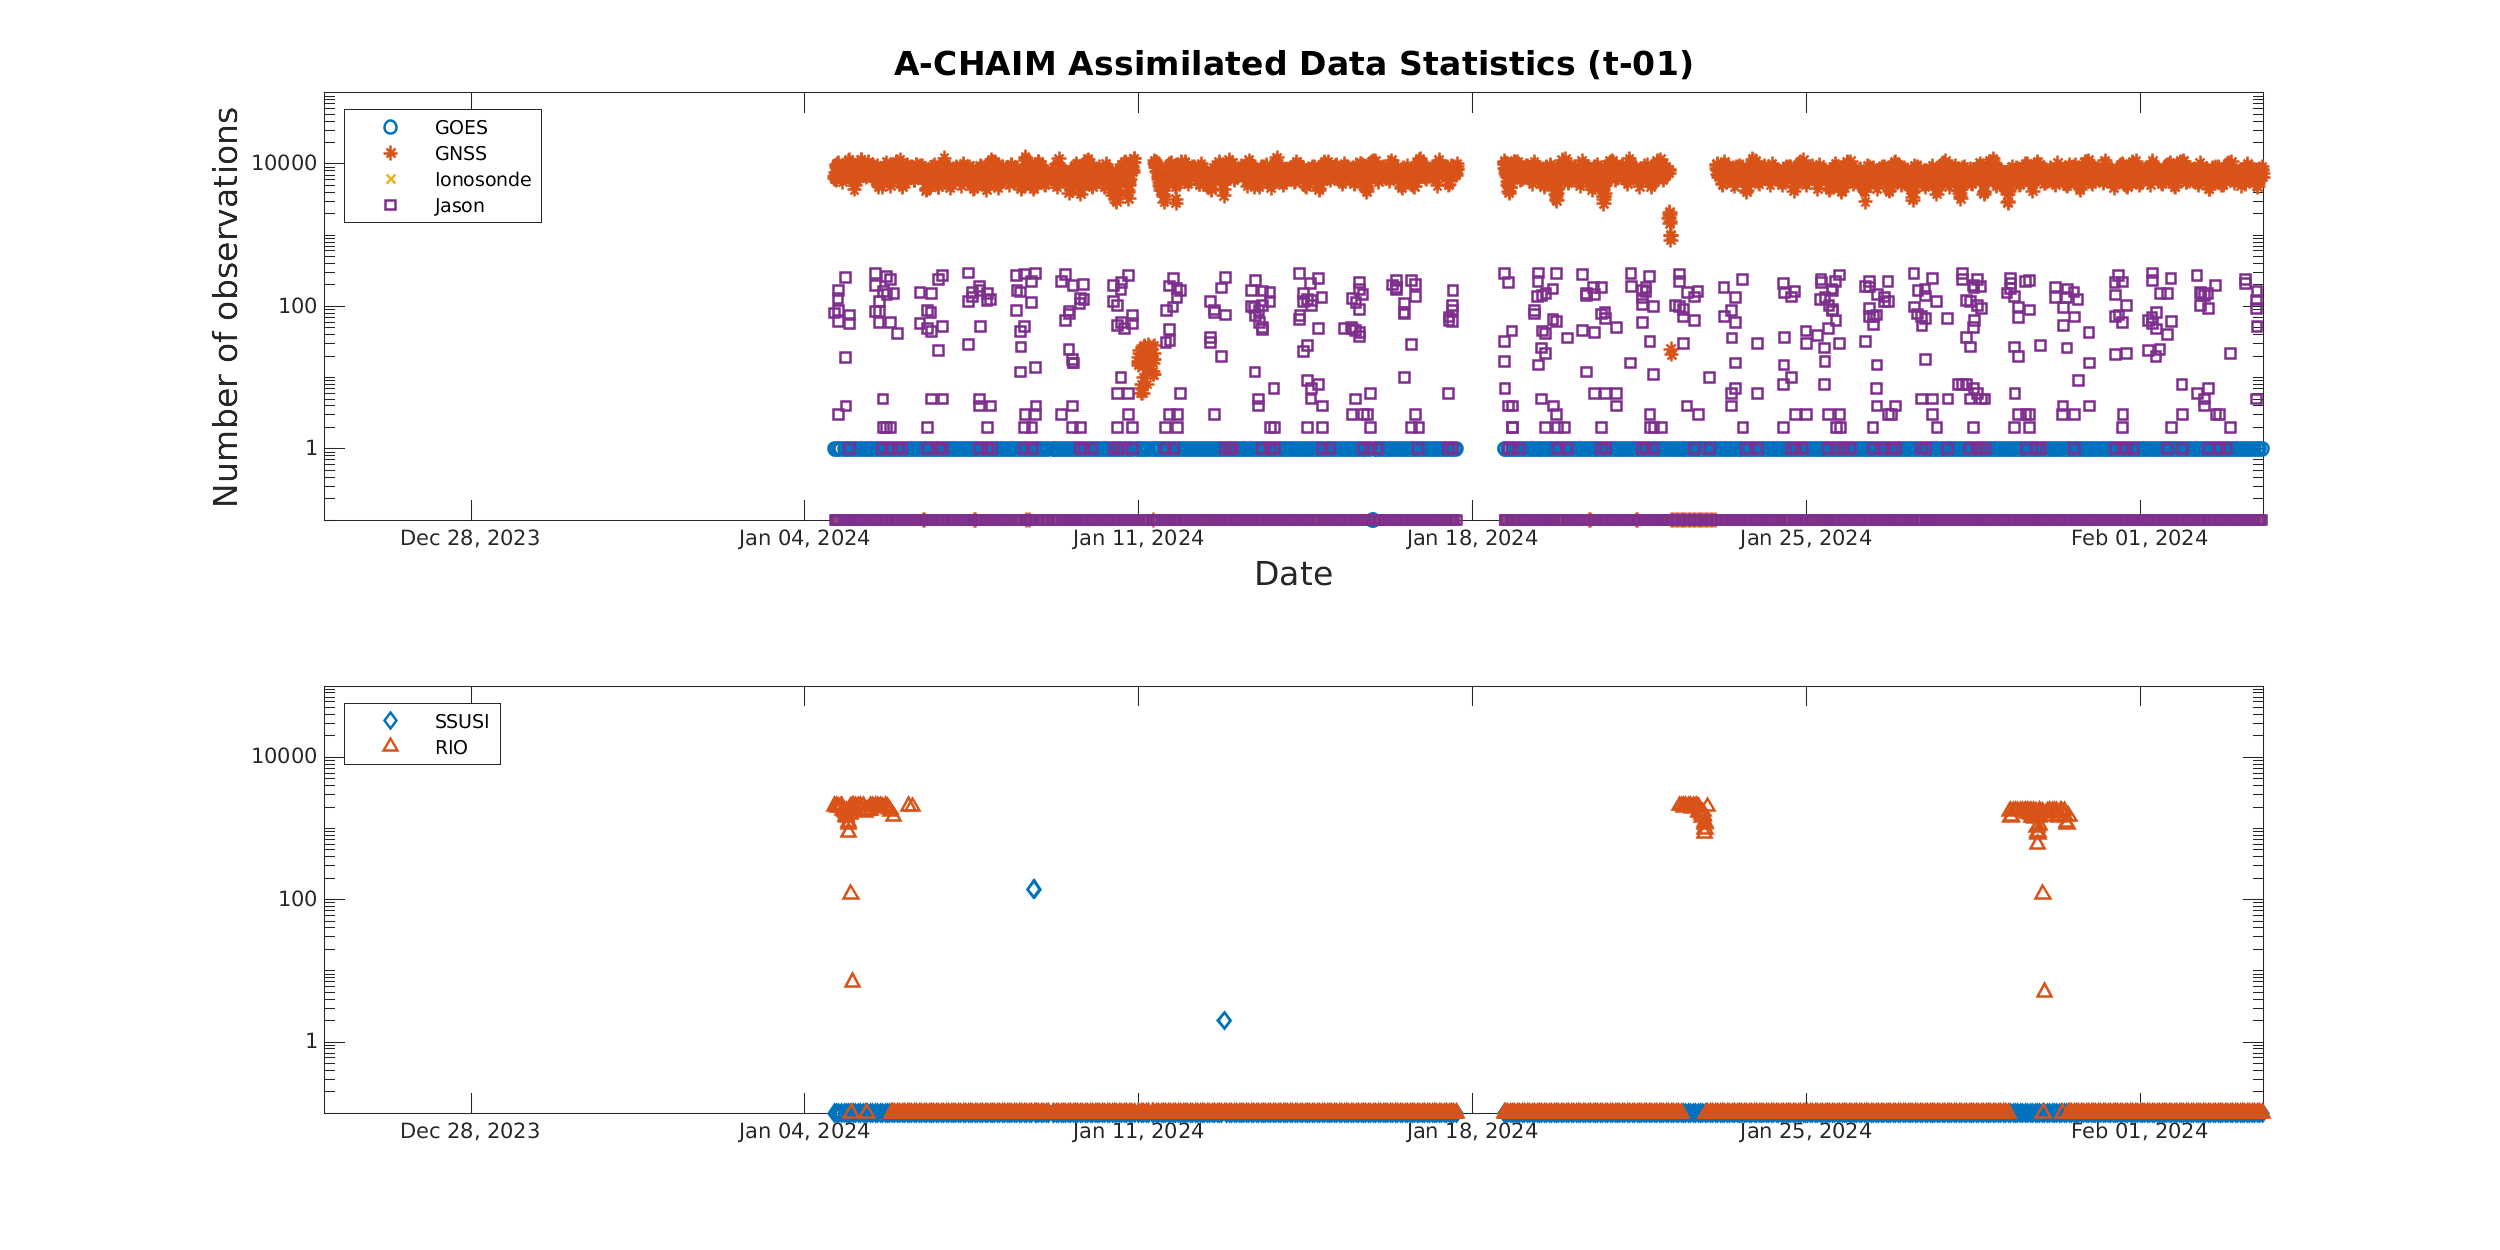 A-CHAIM Assimilated Data Statistics (t-01)
Number of observations
GOES
GNSS
Ionosonde
Jason
10000
100
1
Dec 28, 2023
Jan 04, 2024
Jan 11, 2024
Jan 18, 2024
Jan 25, 2024
Feb 01, 2024
Date
SSUSI
RIO
10000
100
1
Dec 28, 2023
Jan 04, 2024
Jan 11, 2024
Jan 18, 2024
Jan 25, 2024
Feb 01, 2024